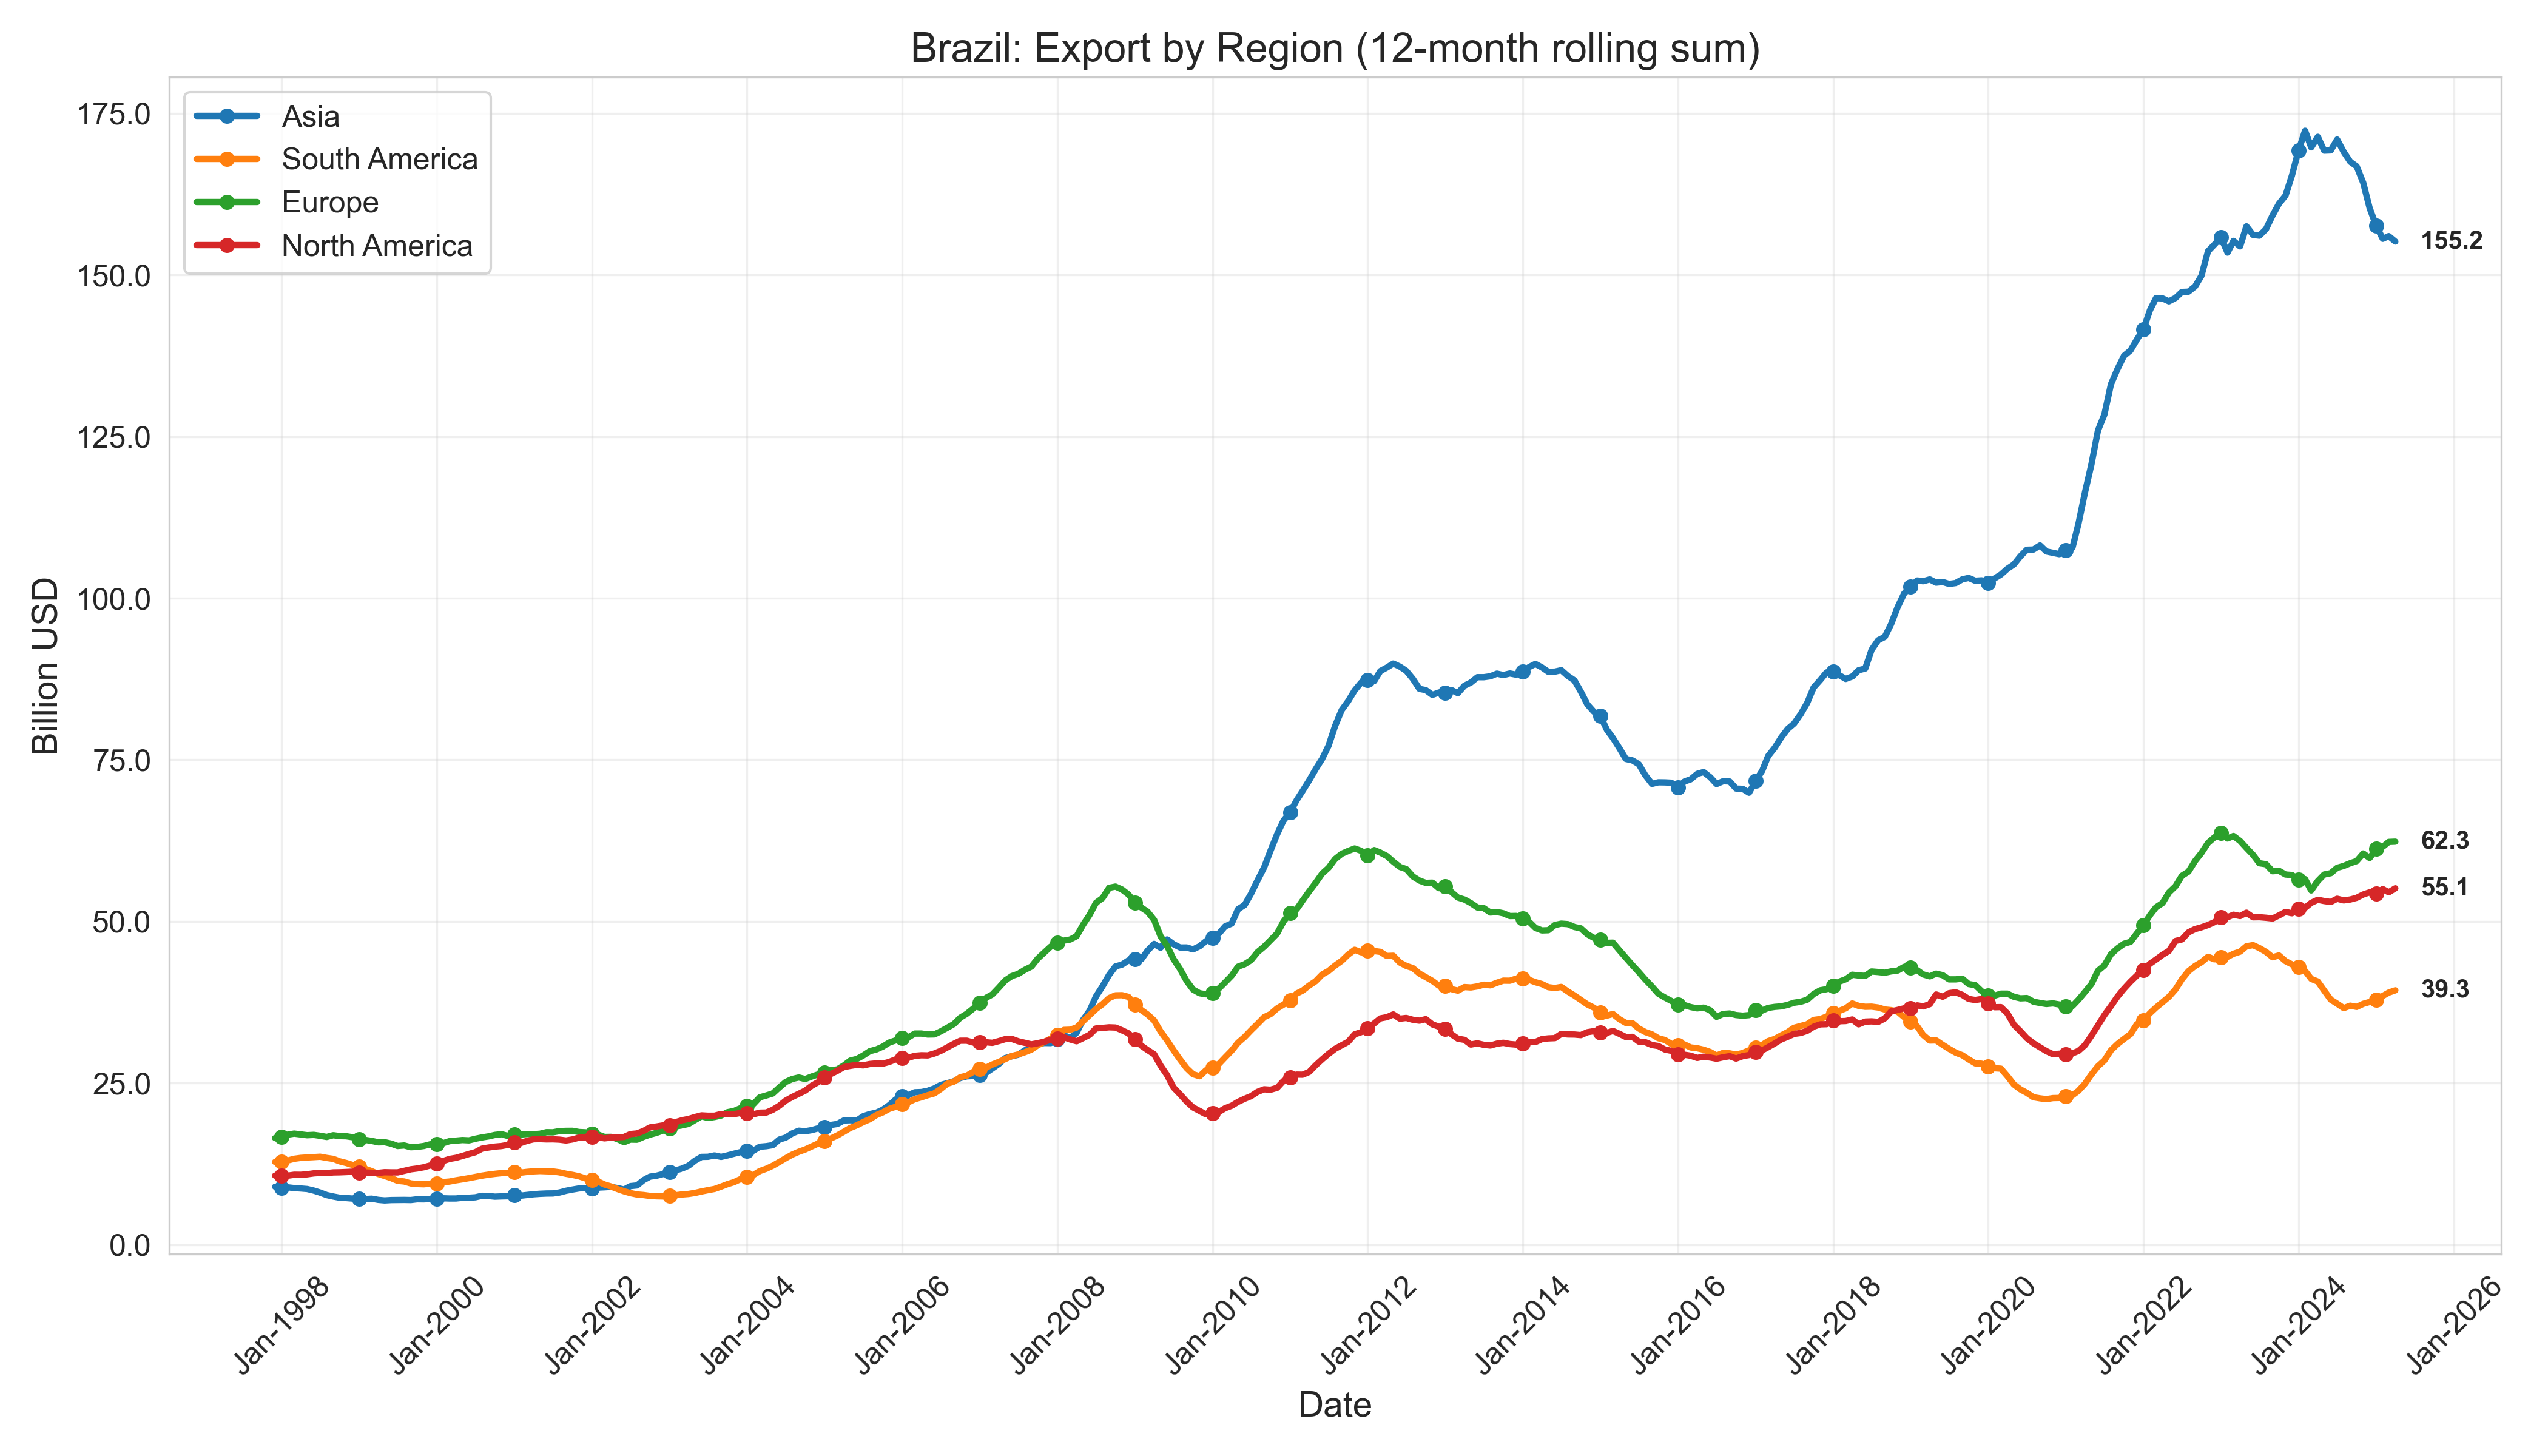 Brazil: Export by Region (12-month rolling sum)
Asia
South America
Europe
North America
175.0
150.0
125.0
100.0
75.0
50.0
25.0
0.0
Billion USD
155.2
62.3
55.1
39.3
Jan-1998
Jan-2000
Jan-2002
Jan-2004
Jan-2006
Jan-2008
Jan-2010
Jan-2012
Jan-2014
Jan-2016
Jan-2018
Jan-2020
Jan-2022
Jan-2024
Jan-2026
Date